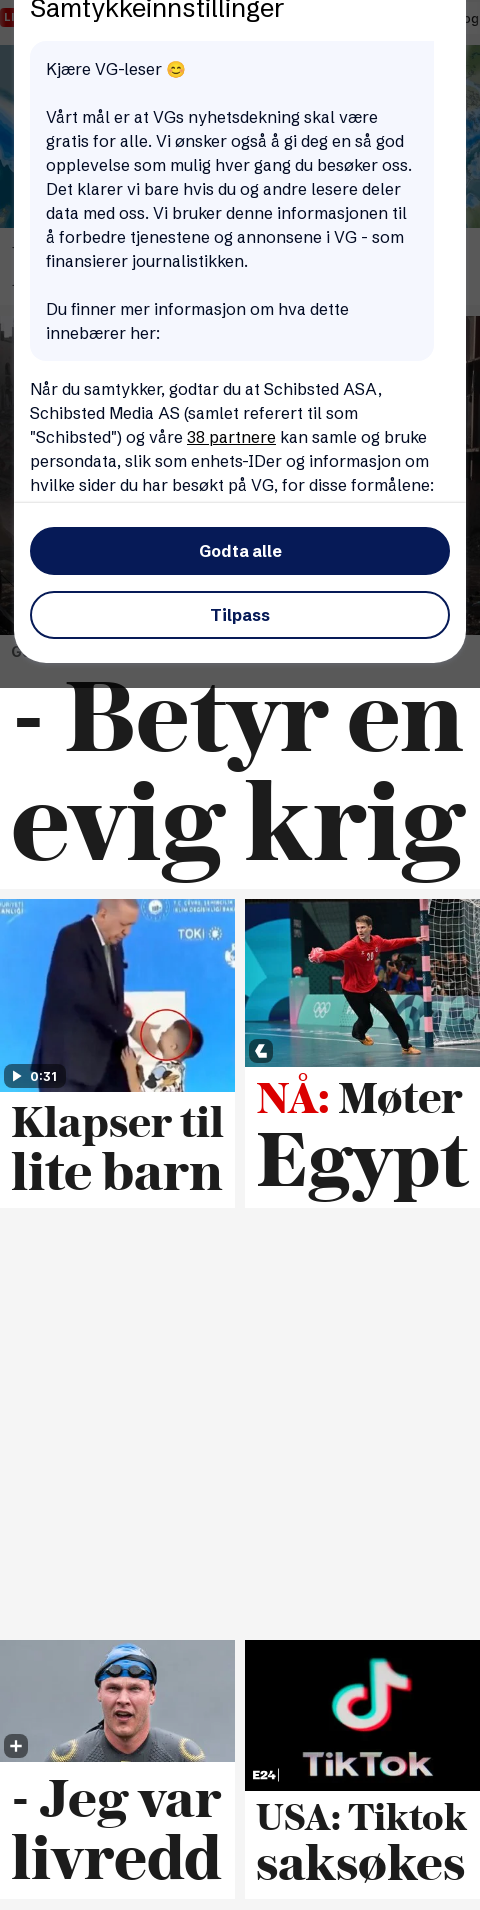 Samtykkeinnstillinger
Kjære VG-leser 😊
Vårt mål er at VGs nyhetsdekning skal være
gratis for alle. Vi ønsker også å gi deg en så god
opplevelse som mulig hver gang du besøker oss.
Det klarer vi bare hvis du og andre lesere deler
data med oss. Vi bruker denne informasjonen til
å forbedre tjenestene og annonsene i VG - som
finansierer journalistikken.
Du finner mer informasjon om hva dette
innebærer her:
Når du samtykker, godtar du at Schibsted ASA,
Schibsted Media AS (samlet referert til som
"Schibsted") og våre 38 partnere kan samle og bruke
persondata, slik som enhets-IDer og informasjon om
hvilke sider du har besøkt på VG, for disse formålene:
Godta alle
Tilpass
- Betyr en
evig krig
TOKİ
0:31
Klapser til
lite barn
NÅ: Møter
Egypt
- Jeg var
livredd
TikTok
E24
USA: Tiktok
saksøkes